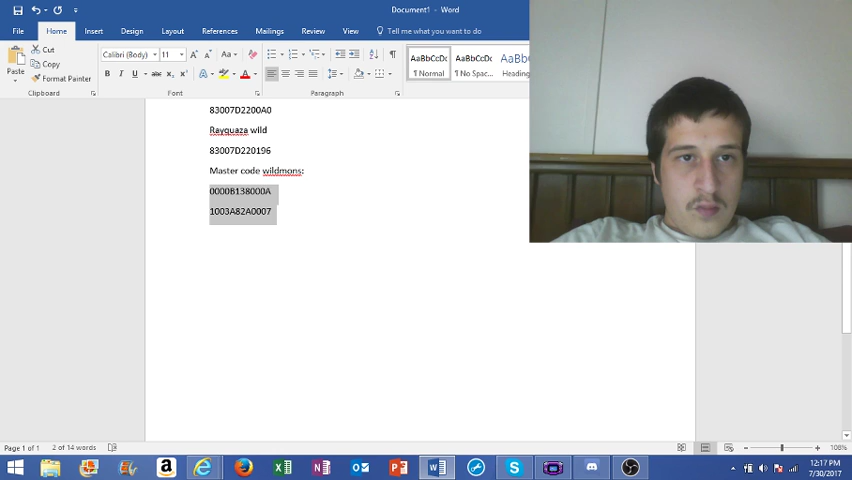 Document1 - Word
File Home Insert Design Layout References Mailings Review View Tell me what you want to do
Cut
Copy
Format Painter
Paste
Calibri (Body) 11
AaBbCcDc AaBbCcDc AaBbC
¶ Normal ¶ No Spac... Heading
Clipboard Font Paragraph
83007D2200A0
Rayquaza wild
83007D220196
Master code wildmons:
0000B138000A
1003A82A0007
Page 1 of 1 2 of 14 words 108%
12:17 PM
7/30/2017